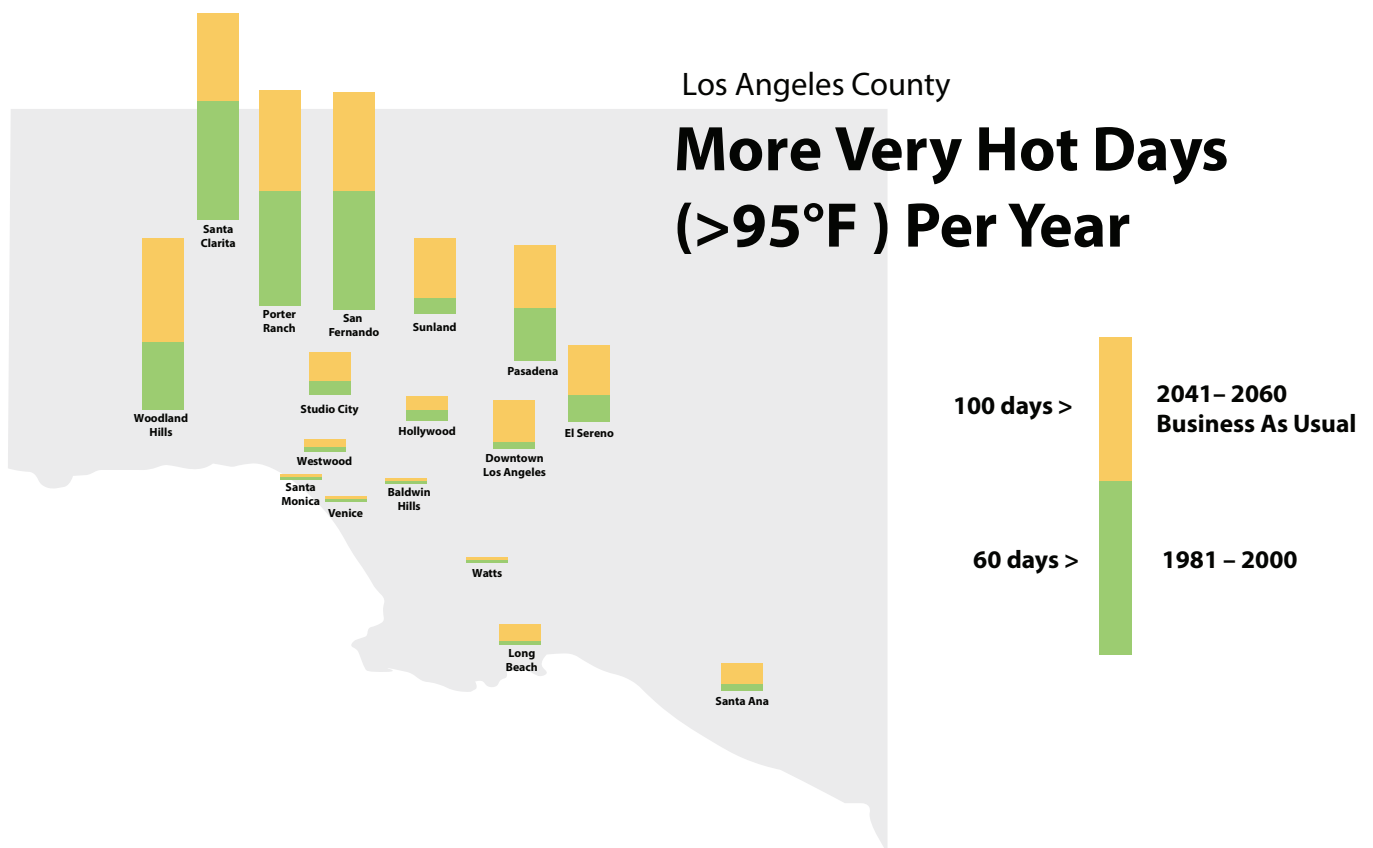 Los Angeles County
More Very Hot Days
(>95°F ) Per Year
Santa
Clarita
Porter
Ranch
San
Fernando
Sunland
Pasadena
Woodland
Hills
Studio City
Hollywood
El Sereno
Downtown
Los Angeles
Westwood
Santa
Monica
Venice
Baldwin
Hills
Watts
Long
Beach
Santa Ana
100 days >
2041– 2060
Business As Usual
60 days >
1981 – 2000